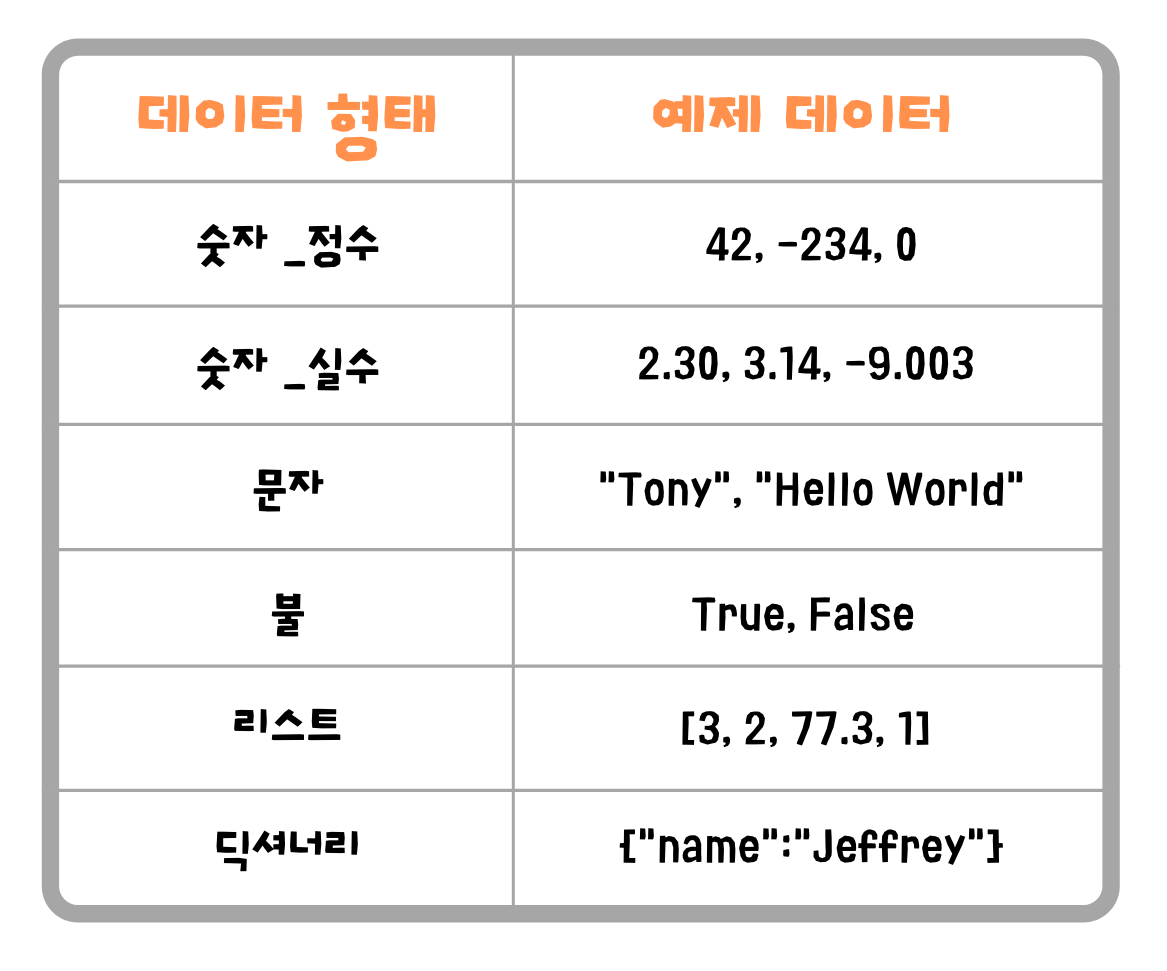 데이터 형태 예제 데이터
숫자 _정수 42, -234, 0
숫자 _실수 2.30, 3.14, -9.003
문자 "Tony", "Hello World"
불 True, False
리스트 [3, 2, 77.3, 1]
딕셔너리 {"name":"Jeffrey"}